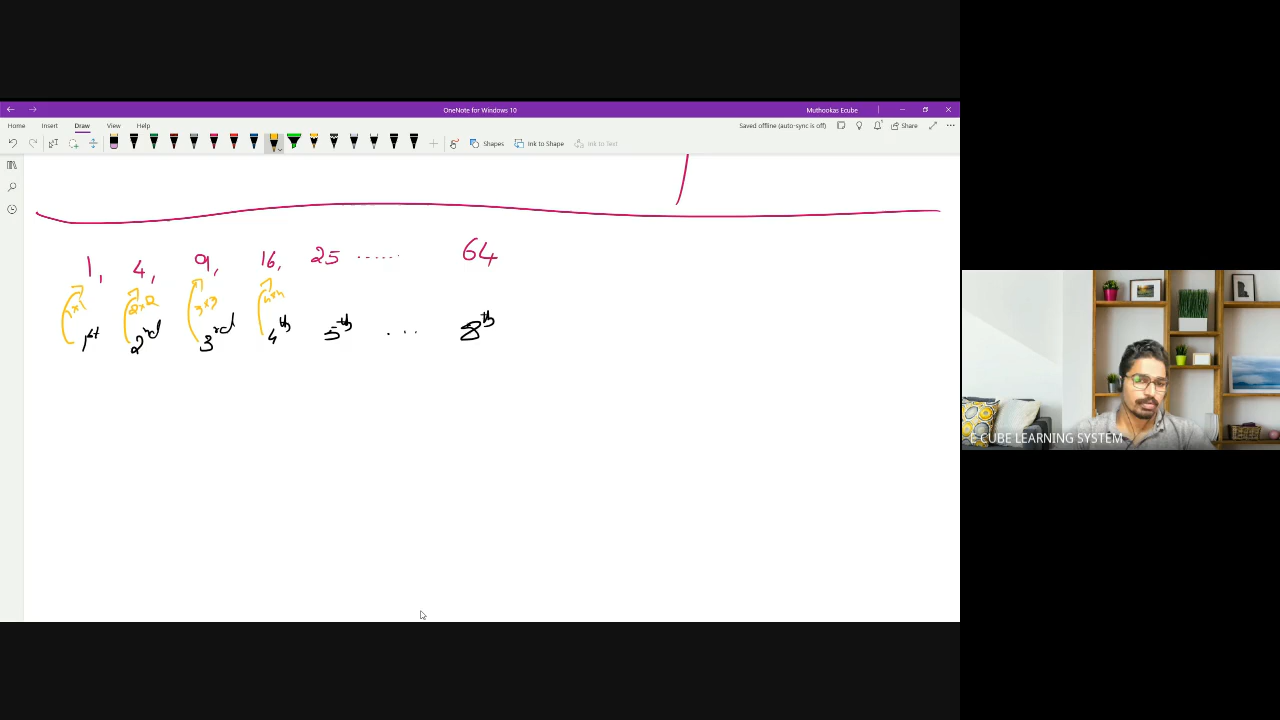 OneNote for Windows 10
Muthookas Ecube
Home Insert Draw View Help
Saved offline (auto-sync is off)
Share
Shapes
Ink to Shape
Ink to Text
1, 4, 9, 16, 25 ...... 64
1×1 2×2 3×3 4×4
1st 2nd 3rd 4th 5th ... 8th
E CUBE LEARNING SYSTEM